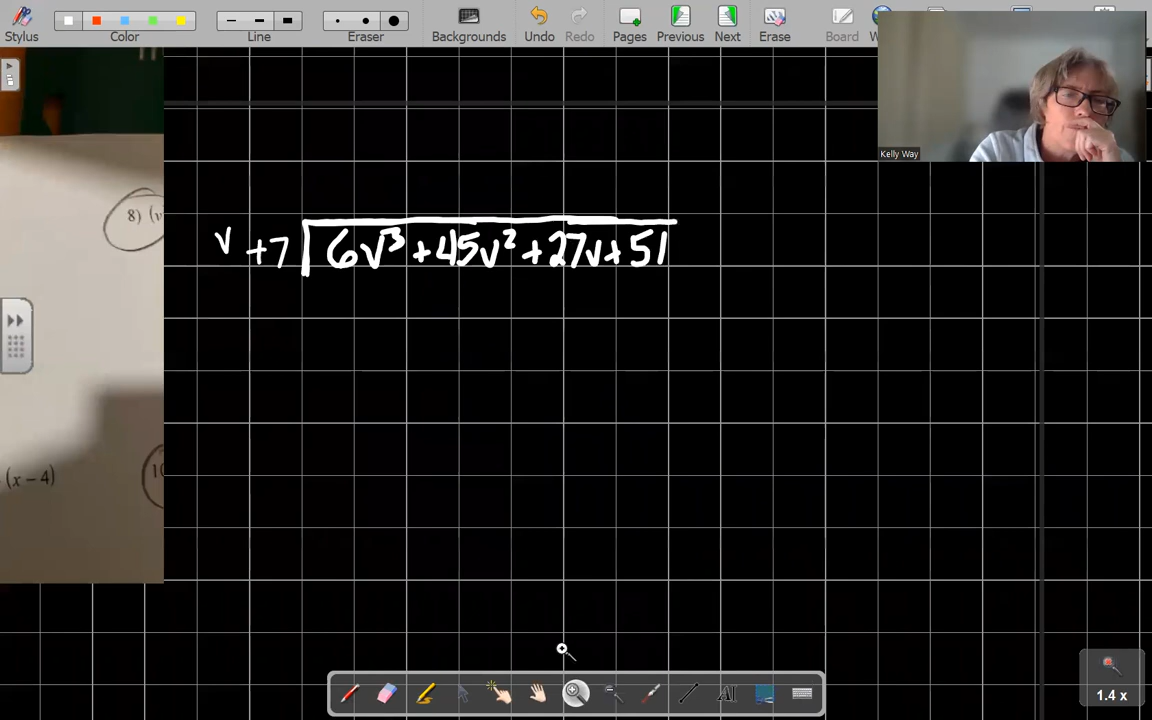 Stylus Color Line Eraser Backgrounds Undo Redo Pages Previous Next Erase Board
Kelly Way
8) (v
v +7 6v³+45v²+27v+51
(x – 4)
10
1.4 x